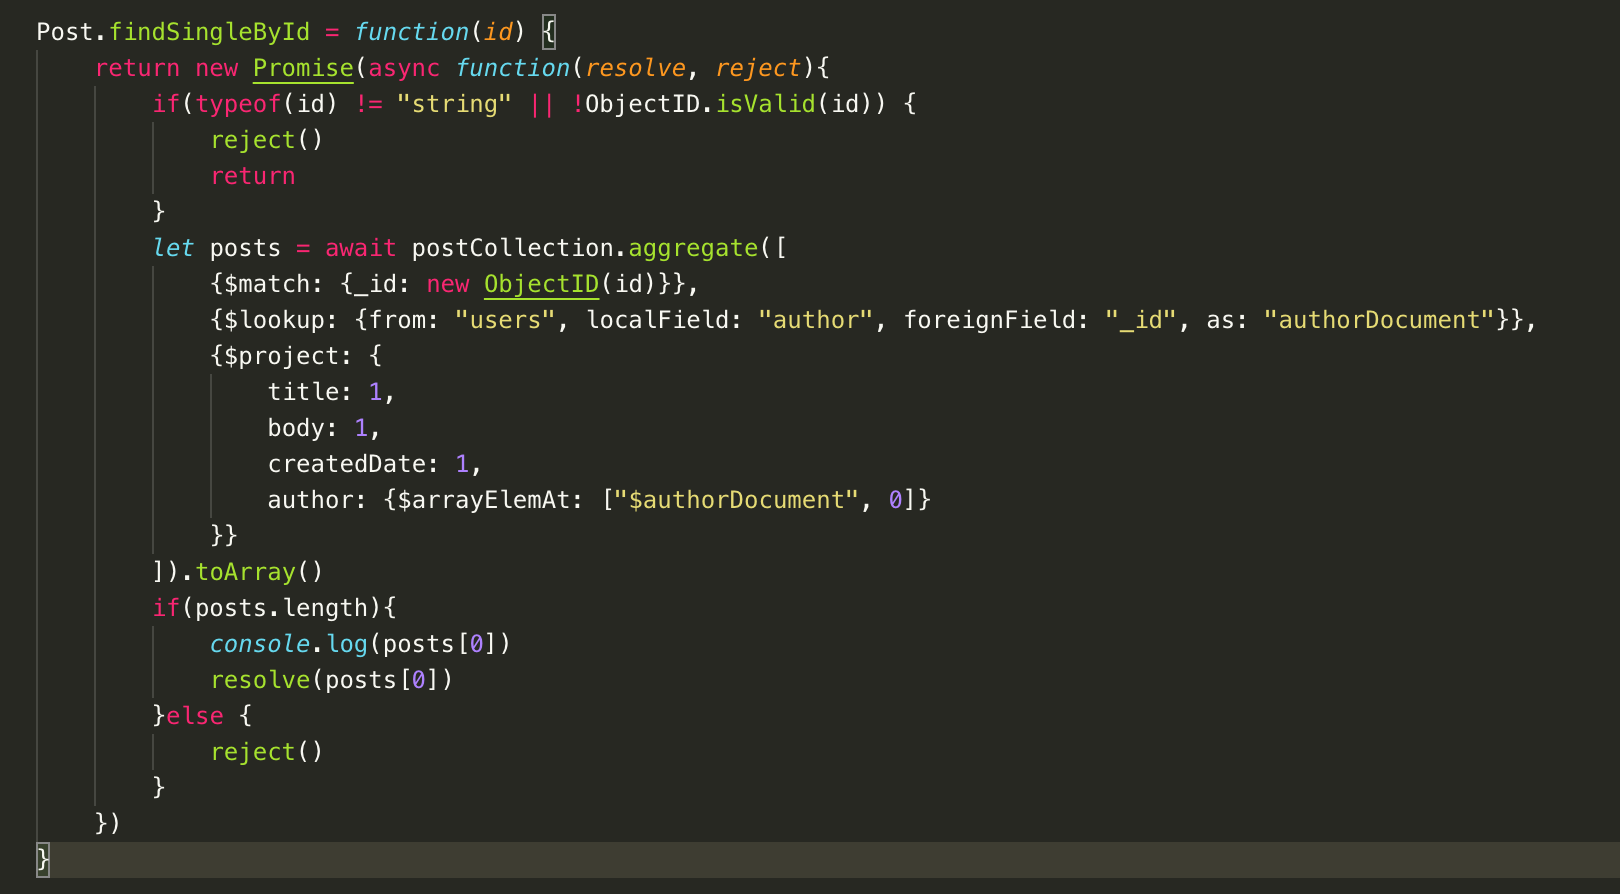 Post.findSingleById = function(id) {
    return new Promise(async function(resolve, reject){
        if(typeof(id) != "string" || !ObjectID.isValid(id)) {
            reject()
            return
        }
        let posts = await postCollection.aggregate([
            {$match: {_id: new ObjectID(id)}},
            {$lookup: {from: "users", localField: "author", foreignField: "_id", as: "authorDocument"}},
            {$project: {
                title: 1,
                body: 1,
                createdDate: 1,
                author: {$arrayElemAt: ["$authorDocument", 0]}
            }}
        ]).toArray()
        if(posts.length){
            console.log(posts[0])
            resolve(posts[0])
        }else {
            reject()
        }
    })
}